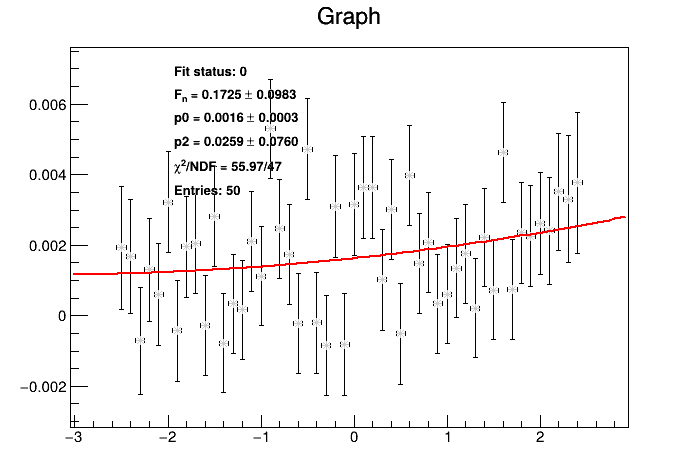 Graph
Fit status: 0
Fn = 0.1725 ± 0.0983
p0 = 0.0016 ± 0.0003
p2 = 0.0259 ± 0.0760
χ²/NDF = 55.97/47
Entries: 50
0.006
0.004
0.002
0
−0.002
−3
−2
−1
0
1
2